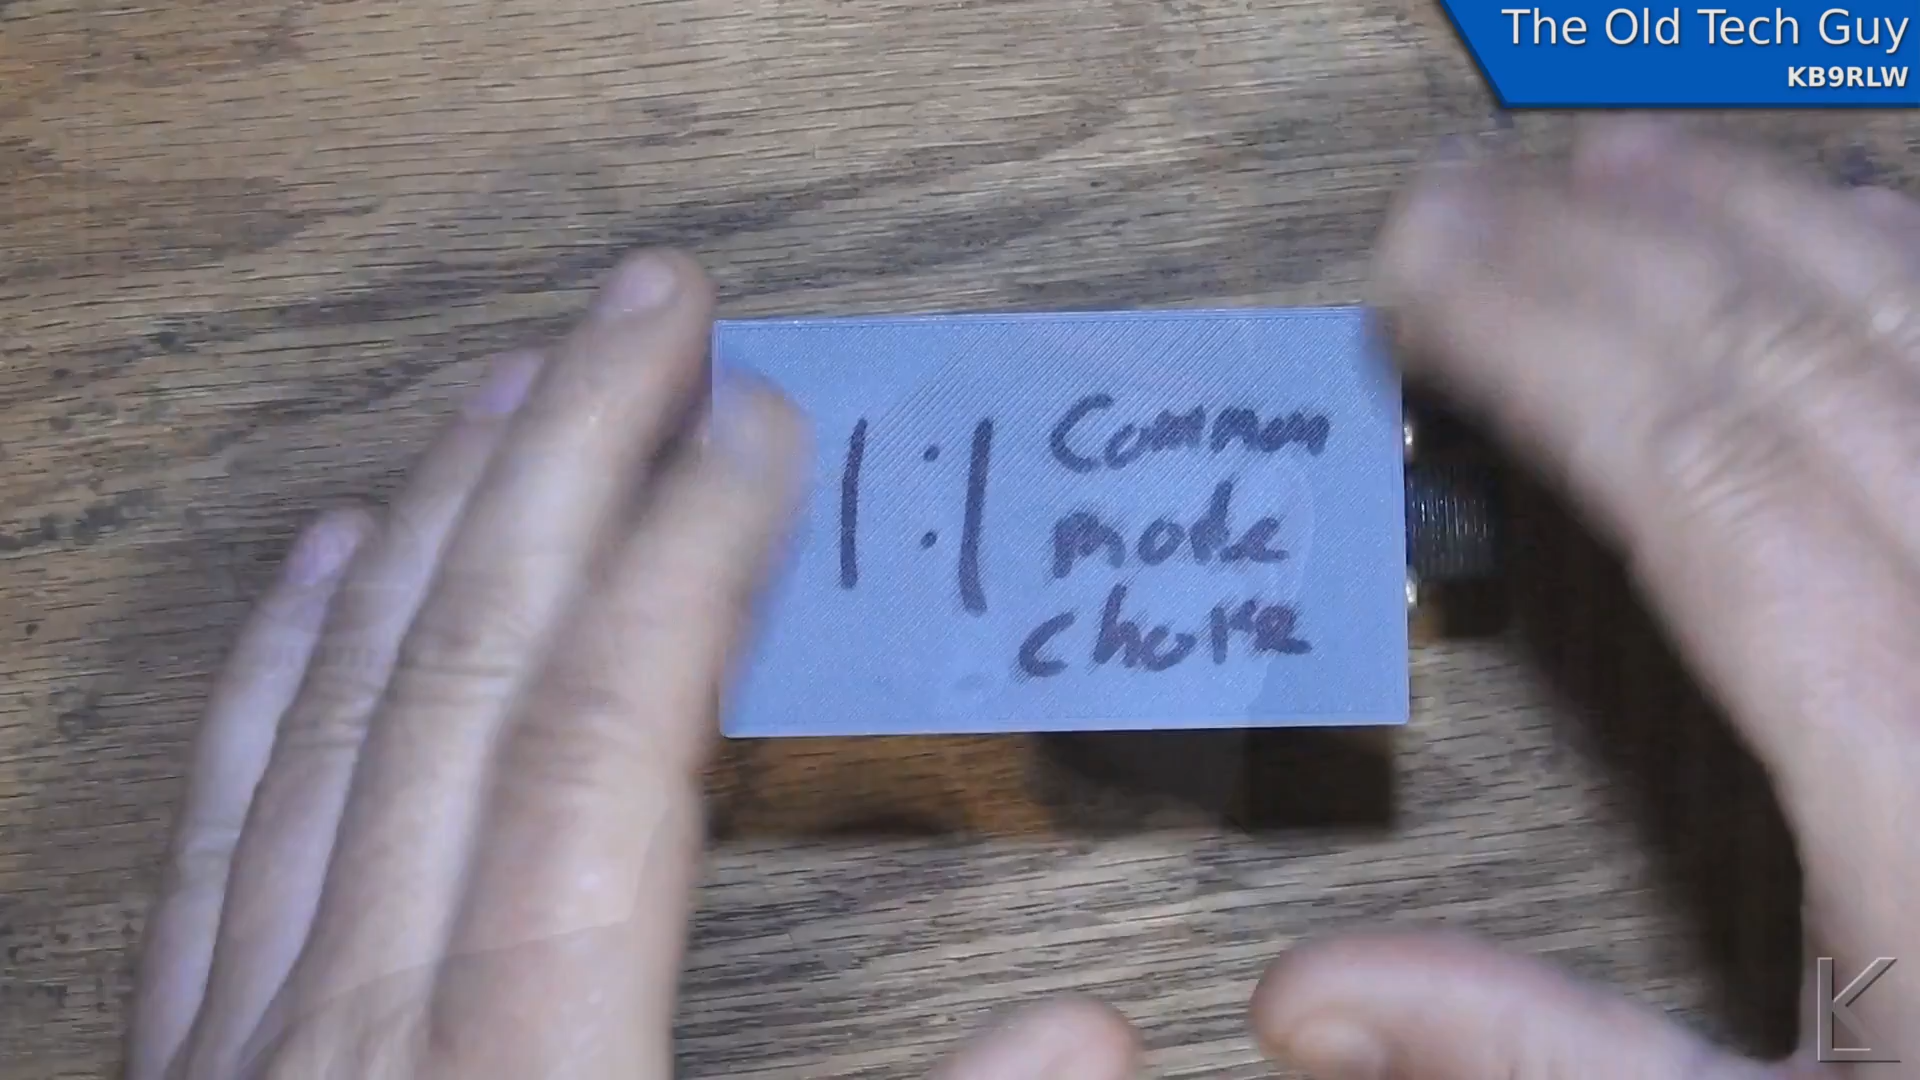 The Old Tech Guy
KB9RLW
1:1 Common
mode
choke
K